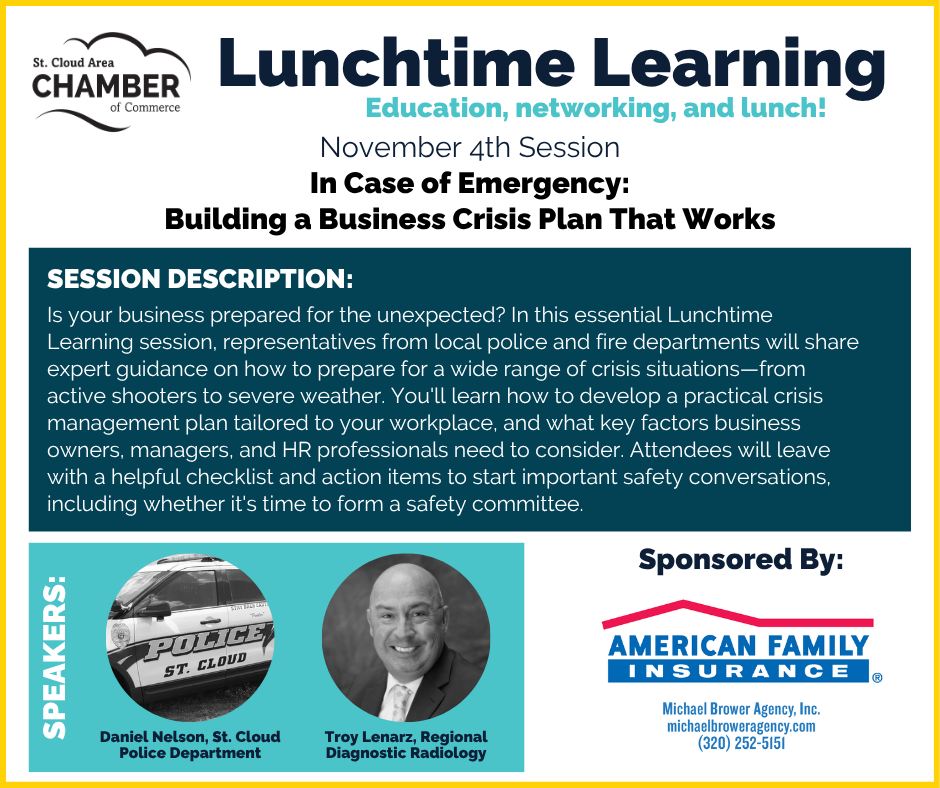 St. Cloud Area
CHAMBER
of Commerce
Lunchtime Learning
Education, networking, and lunch!
November 4th Session
In Case of Emergency:
Building a Business Crisis Plan That Works
SESSION DESCRIPTION:
Is your business prepared for the unexpected? In this essential Lunchtime
Learning session, representatives from local police and fire departments will share
expert guidance on how to prepare for a wide range of crisis situations—from
active shooters to severe weather. You'll learn how to develop a practical crisis
management plan tailored to your workplace, and what key factors business
owners, managers, and HR professionals need to consider. Attendees will leave
with a helpful checklist and action items to start important safety conversations,
including whether it's time to form a safety committee.
SPEAKERS:
POLICE
ST. CLOUD
Daniel Nelson, St. Cloud
Police Department
Troy Lenarz, Regional
Diagnostic Radiology
Sponsored By:
AMERICAN FAMILY
INSURANCE®
Michael Brower Agency, Inc.
michaelbroweragency.com
(320) 252-5151